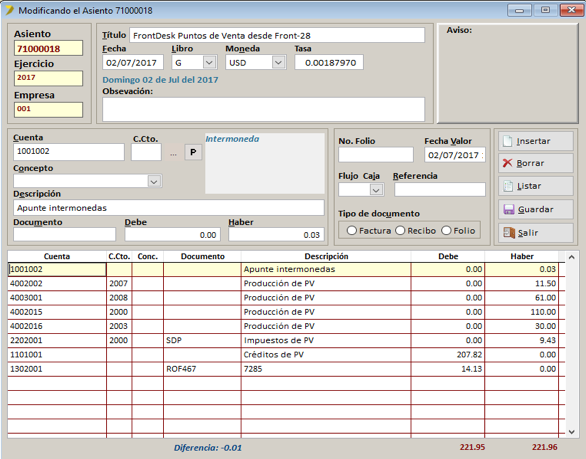 Modificando el Asiento 71000018
Asiento
71000018
Ejercicio
2017
Empresa
001
Título FrontDesk Puntos de Venta desde Front-28
Fecha Libro Moneda Tasa
02/07/2017 G USD 0.00187970
Domingo 02 de Jul del 2017
Obsevación:
Aviso:
Cuenta C.Cto. Intermoneda
1001002 ... P
Concepto
Descripción
Apunte intermonedas
Documento Debe Haber
0.00 0.03
No. Folio Fecha Valor
02/07/2017
Flujo Caja Referencia
Tipo de documento
Factura Recibo Folio
Insertar
Borrar
Listar
Guardar
Salir
Cuenta C.Cto. Conc. Documento Descripción Debe Haber
1001002 Apunte intermonedas 0.00 0.03
4002002 2007 Producción de PV 0.00 11.50
4003001 2008 Producción de PV 0.00 61.00
4002015 2000 Producción de PV 0.00 110.00
4002016 2003 Producción de PV 0.00 30.00
2202001 2000 SDP Impuestos de PV 0.00 9.43
1101001 Créditos de PV 207.82 0.00
1302001 ROF467 7285 14.13 0.00
Diferencia: -0.01 221.95 221.96